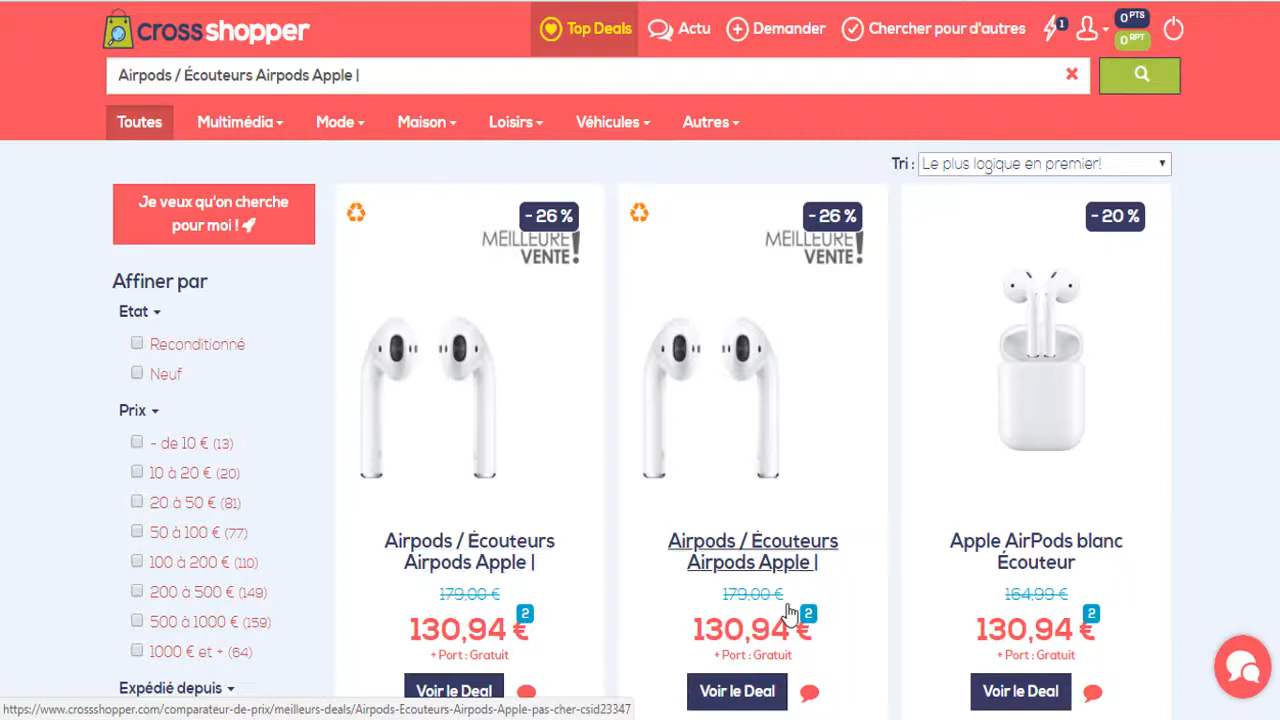 crossshopper
Top Deals
Actu
Demander
Chercher pour d'autres
1
0 PTS
0 RPT
Airpods / Écouteurs Airpods Apple |
Toutes
Multimédia
Mode
Maison
Loisirs
Véhicules
Autres
Tri : Le plus logique en premier!
Je veux qu'on cherche
pour moi !
Affiner par
Etat
Reconditionné
Neuf
Prix
- de 10 € (13)
10 à 20 € (20)
20 à 50 € (81)
50 à 100 € (77)
100 à 200 € (110)
200 à 500 € (149)
500 à 1000 € (159)
1000 € et + (64)
Expédié depuis
- 26 %
MEILLEURE
VENTE!
Airpods / Écouteurs
Airpods Apple |
179,00 €
2
130,94 €
+ Port : Gratuit
Voir le Deal
- 26 %
MEILLEURE
VENTE!
Airpods / Écouteurs
Airpods Apple |
179,00 €
2
130,94 €
+ Port : Gratuit
Voir le Deal
- 20 %
Apple AirPods blanc
Écouteur
164,99 €
2
130,94 €
+ Port : Gratuit
Voir le Deal
https://www.crossshopper.com/comparateur-de-prix/meilleurs-deals/Airpods-Ecouteurs-Airpods-Apple-pas-cher-csid23347